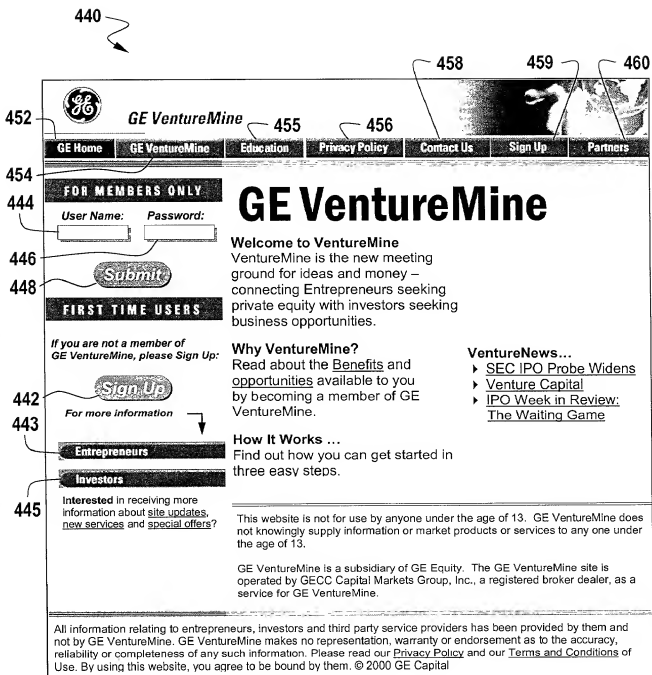 440
458 459 460
GE
GE VentureMine
452 455 456
GE Home GE VentureMine Education Privacy Policy Contact Us Sign Up Partners
454
FOR MEMBERS ONLY
444
User Name: Password:
446
448
Submit
FIRST TIME USERS
If you are not a member of
GE VentureMine, please Sign Up:
442
Sign Up
For more information
443
Entrepreneurs
Investors
445
Interested in receiving more
information about site updates,
new services and special offers?
GE VentureMine
Welcome to VentureMine
VentureMine is the new meeting
ground for ideas and money –
connecting Entrepreneurs seeking
private equity with investors seeking
business opportunities.
Why VentureMine?
Read about the Benefits and
opportunities available to you
by becoming a member of GE
VentureMine.
How It Works ...
Find out how you can get started in
three easy steps.
VentureNews...
SEC IPO Probe Widens
Venture Capital
IPO Week in Review:
The Waiting Game
This website is not for use by anyone under the age of 13. GE VentureMine does
not knowingly supply information or market products or services to any one under
the age of 13.
GE VentureMine is a subsidiary of GE Equity. The GE VentureMine site is
operated by GECC Capital Markets Group, Inc., a registered broker dealer, as a
service for GE VentureMine.
All information relating to entrepreneurs, investors and third party service providers has been provided by them and
not by GE VentureMine. GE VentureMine makes no representation, warranty or endorsement as to the accuracy,
reliability or completeness of any such information. Please read our Privacy Policy and our Terms and Conditions of
Use. By using this website, you agree to be bound by them. © 2000 GE Capital